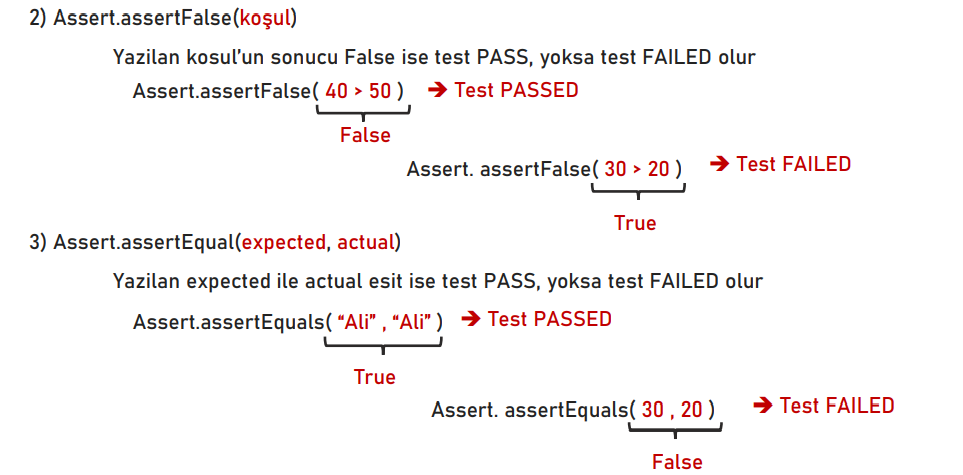 2) Assert.assertFalse(koşul)
Yazilan kosul'un sonucu False ise test PASS, yoksa test FAILED olur
Assert.assertFalse( 40 > 50 ) ➔ Test PASSED
False
Assert. assertFalse( 30 > 20 ) ➔ Test FAILED
True
3) Assert.assertEqual(expected, actual)
Yazilan expected ile actual esit ise test PASS, yoksa test FAILED olur
Assert.assertEquals( “Ali” , “Ali” ) ➔ Test PASSED
True
Assert. assertEquals( 30 , 20 ) ➔ Test FAILED
False